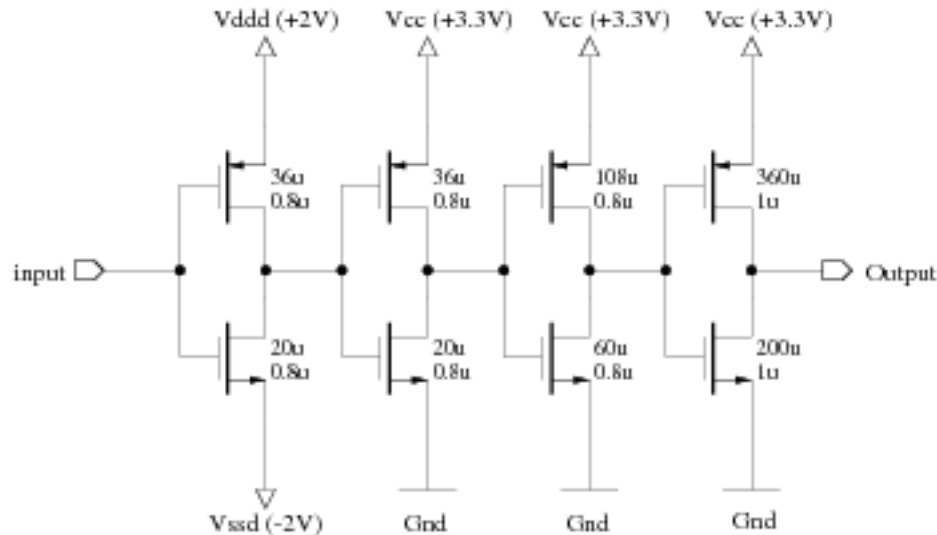 Vddd (+2V) Vcc (+3.3V) Vcc (+3.3V) Vcc (+3.3V)
36u 36u 108u 360u
0.8u 0.8u 0.8u 1u
input Output
20u 20u 60u 200u
0.8u 0.8u 0.8u 1u
Vssd (-2V) Gnd Gnd Gnd